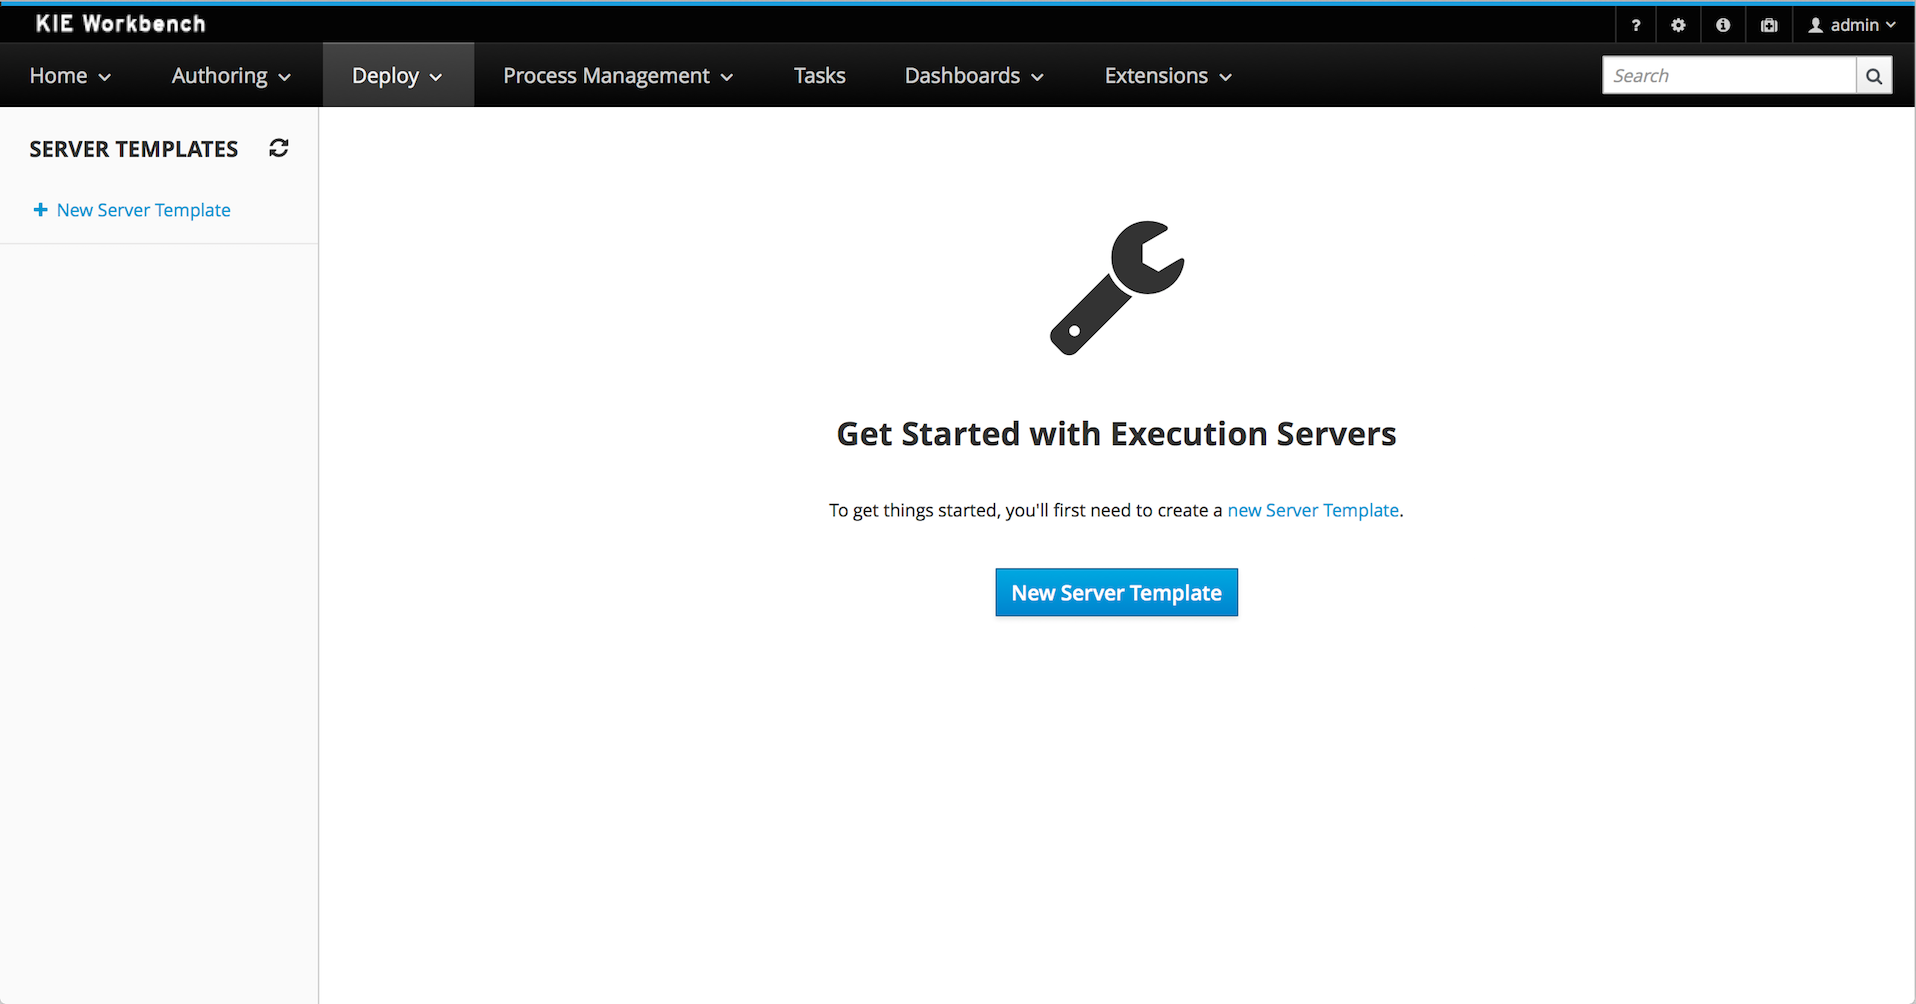 KIE Workbench
? admin
Home Authoring Deploy Process Management Tasks Dashboards Extensions Search
SERVER TEMPLATES
+ New Server Template
Get Started with Execution Servers
To get things started, you'll first need to create a new Server Template.
New Server Template